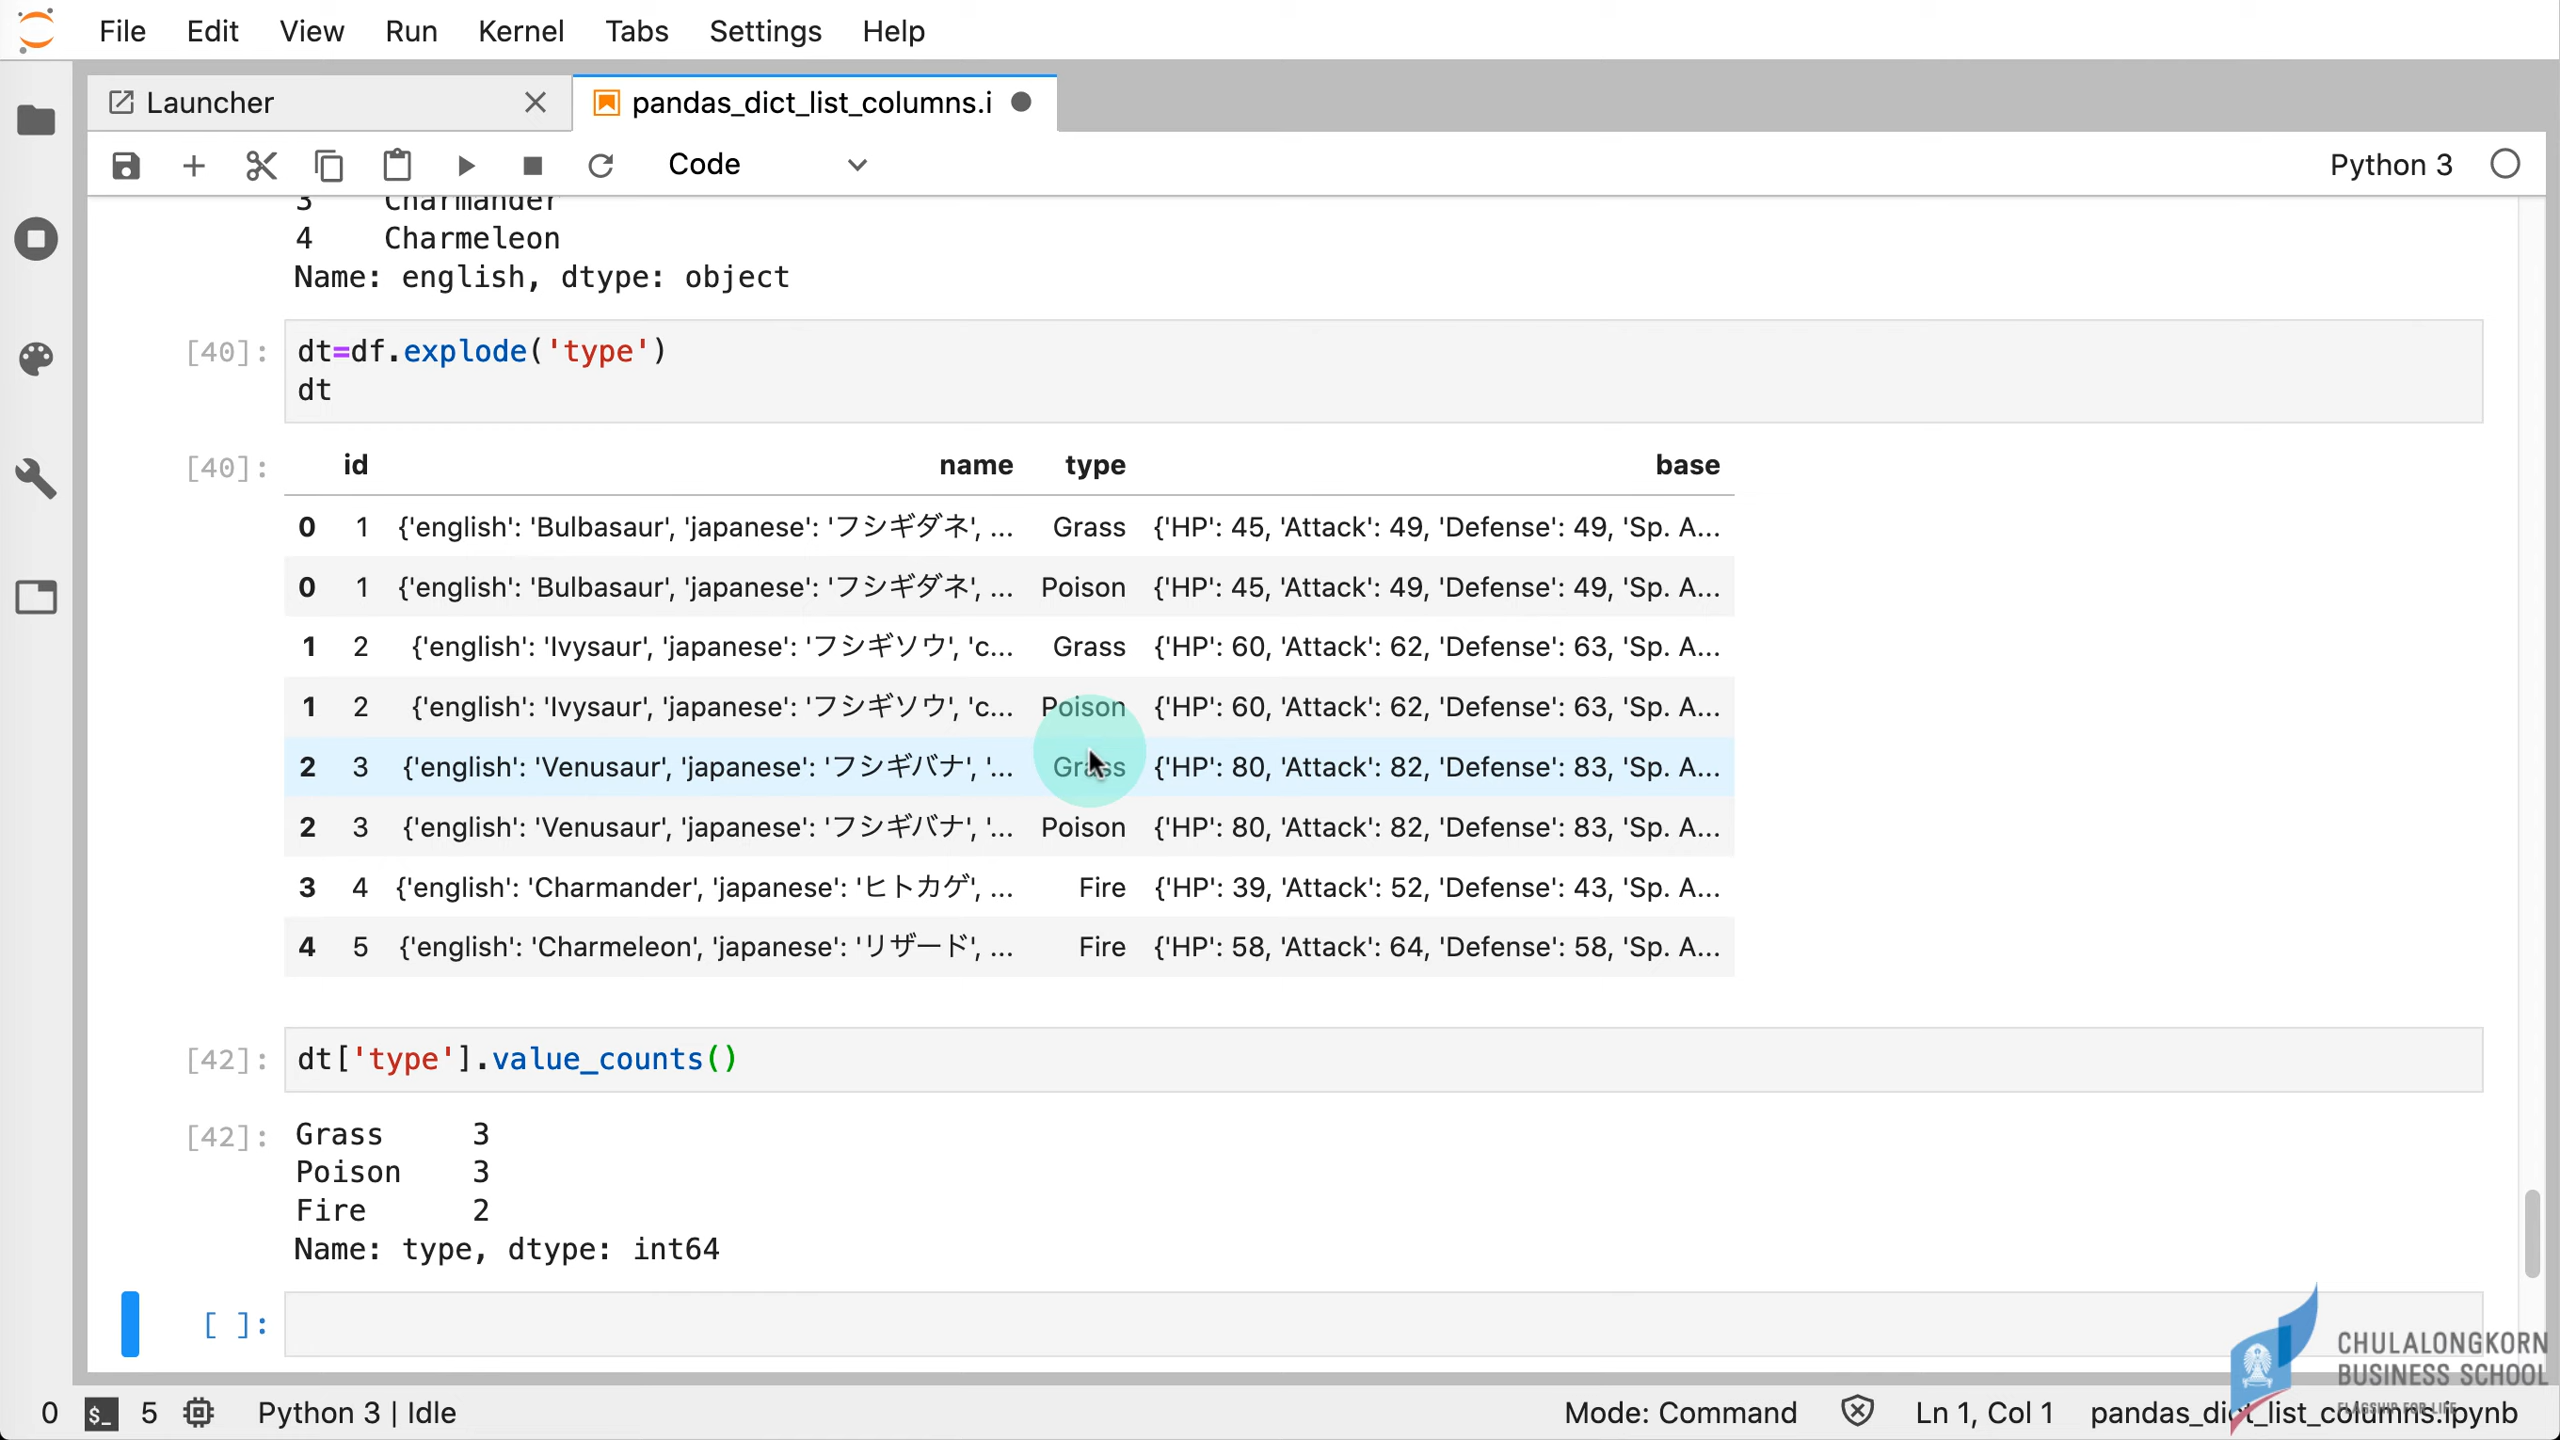 File Edit View Run Kernel Tabs Settings Help
Launcher
pandas_dict_list_columns.i
Code
Python 3
3 Charmander
4 Charmeleon
Name: english, dtype: object
[40]: dt=df.explode('type')
dt
[40]: id name type base
0 1 {'english': 'Bulbasaur', 'japanese': 'フシギダネ', ... Grass {'HP': 45, 'Attack': 49, 'Defense': 49, 'Sp. A...
0 1 {'english': 'Bulbasaur', 'japanese': 'フシギダネ', ... Poison {'HP': 45, 'Attack': 49, 'Defense': 49, 'Sp. A...
1 2 {'english': 'Ivysaur', 'japanese': 'フシギソウ', 'c... Grass {'HP': 60, 'Attack': 62, 'Defense': 63, 'Sp. A...
1 2 {'english': 'Ivysaur', 'japanese': 'フシギソウ', 'c... Poison {'HP': 60, 'Attack': 62, 'Defense': 63, 'Sp. A...
2 3 {'english': 'Venusaur', 'japanese': 'フシギバナ', '... Grass {'HP': 80, 'Attack': 82, 'Defense': 83, 'Sp. A...
2 3 {'english': 'Venusaur', 'japanese': 'フシギバナ', '... Poison {'HP': 80, 'Attack': 82, 'Defense': 83, 'Sp. A...
3 4 {'english': 'Charmander', 'japanese': 'ヒトカゲ', ... Fire {'HP': 39, 'Attack': 52, 'Defense': 43, 'Sp. A...
4 5 {'english': 'Charmeleon', 'japanese': 'リザード', ... Fire {'HP': 58, 'Attack': 64, 'Defense': 58, 'Sp. A...
[42]: dt['type'].value_counts()
[42]: Grass 3
Poison 3
Fire 2
Name: type, dtype: int64
[ ]:
CHULALONGKORN
BUSINESS SCHOOL
FLAGSHIP FOR LIFE
0 $_ 5 Python 3 | Idle Mode: Command Ln 1, Col 1 pandas_dict_list_columns.ipynb